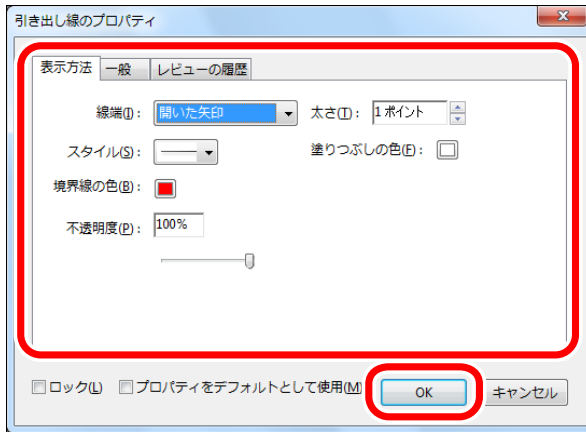 引き出し線のプロパティ
表示方法 一般 レビューの履歴
線端(I): 開いた矢印 太さ(T): 1 ポイント
スタイル(S): 塗りつぶしの色(F):
境界線の色(B):
不透明度(P): 100%
ロック(L) プロパティをデフォルトとして使用(M) OK キャンセル